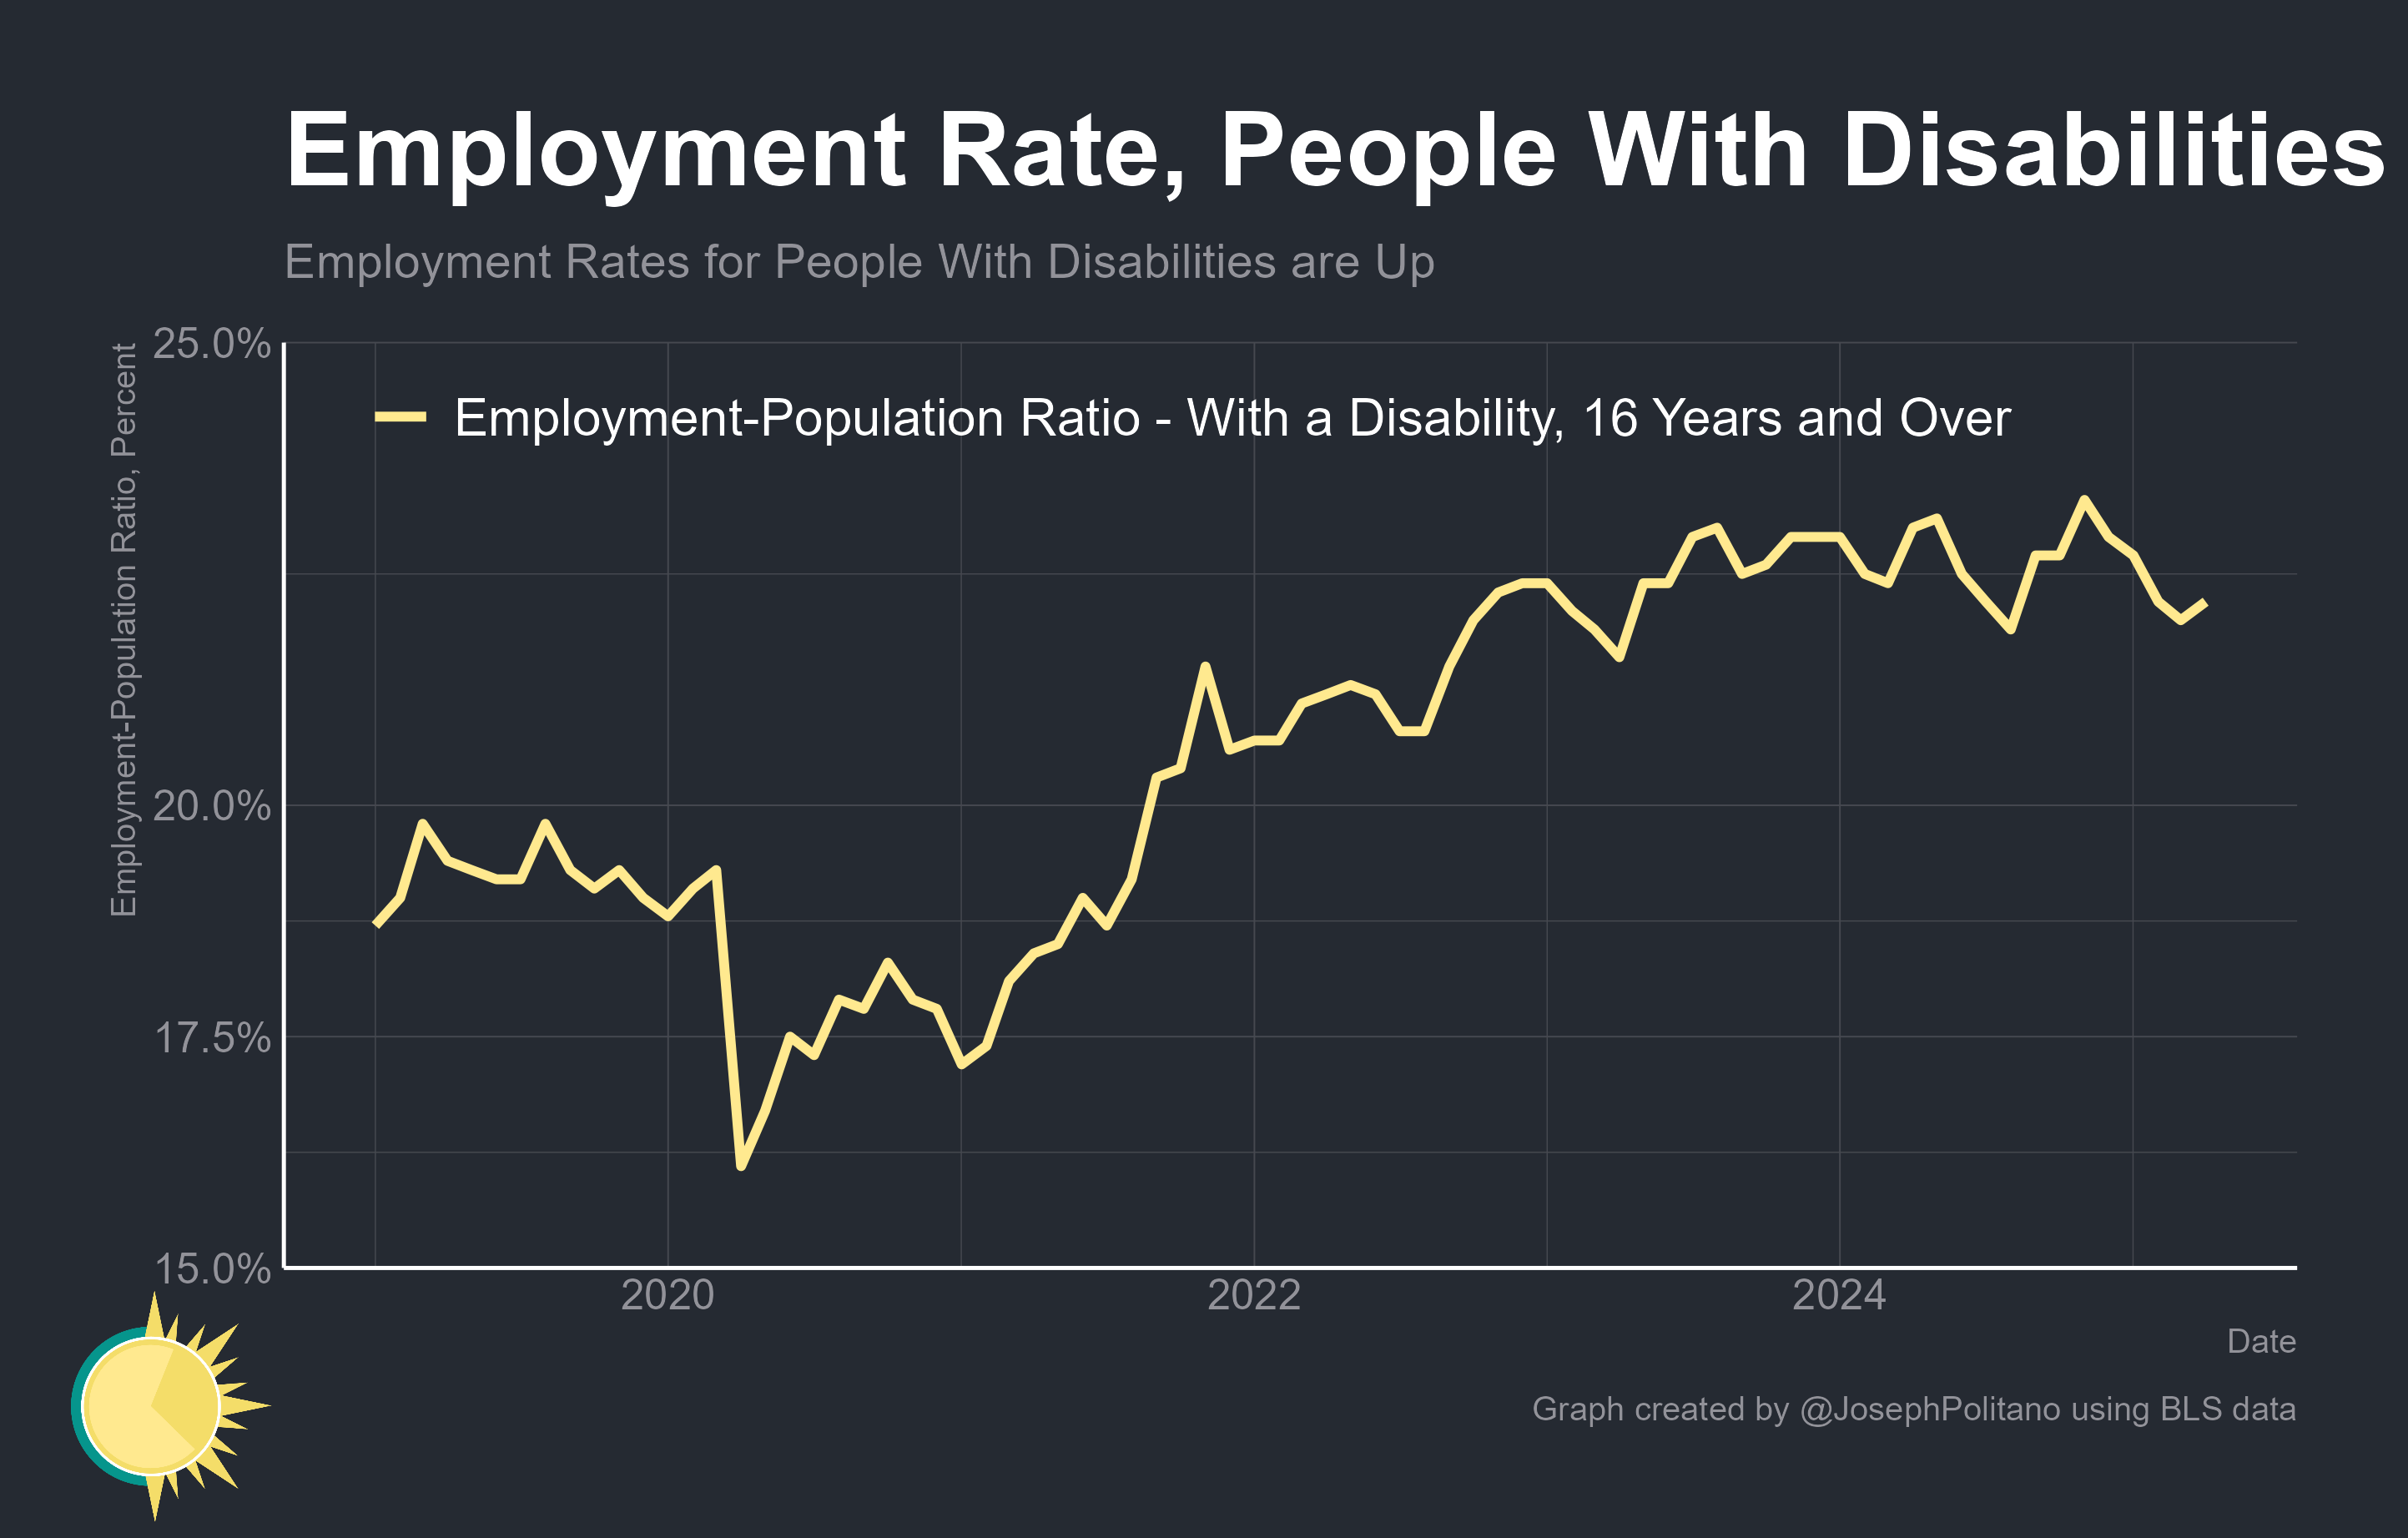 Employment Rate, People With Disabilities
Employment Rates for People With Disabilities are Up
Employment-Population Ratio, Percent
25.0%
Employment-Population Ratio - With a Disability, 16 Years and Over
20.0%
17.5%
15.0%
2020 2022 2024
Date
Graph created by @JosephPolitano using BLS data